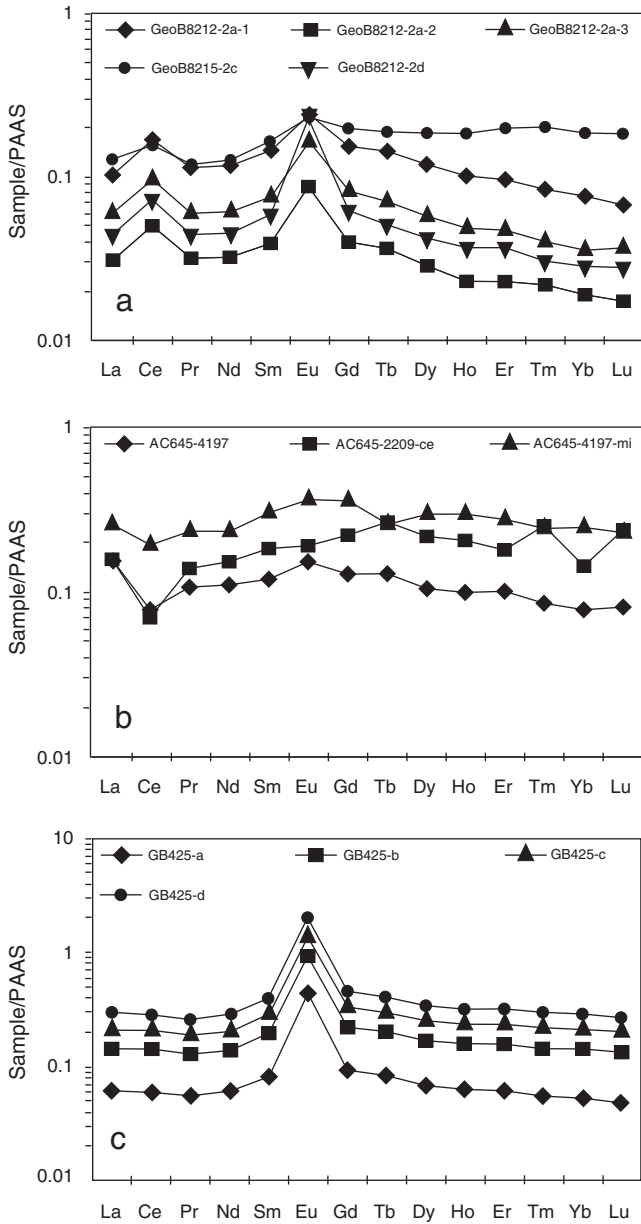 1
GeoB8212-2a-1 GeoB8212-2a-2 GeoB8212-2a-3
GeoB8215-2c GeoB8212-2d
Sample/PAAS
0.1
a
0.01
La Ce Pr Nd Sm Eu Gd Tb Dy Ho Er Tm Yb Lu
1
AC645-4197 AC645-2209-ce AC645-4197-mi
Sample/PAAS
0.1
b
0.01
La Ce Pr Nd Sm Eu Gd Tb Dy Ho Er Tm Yb Lu
10
GB425-a GB425-b GB425-c
GB425-d
Sample/PAAS
1
0.1
c
0.01
La Ce Pr Nd Sm Eu Gd Tb Dy Ho Er Tm Yb Lu